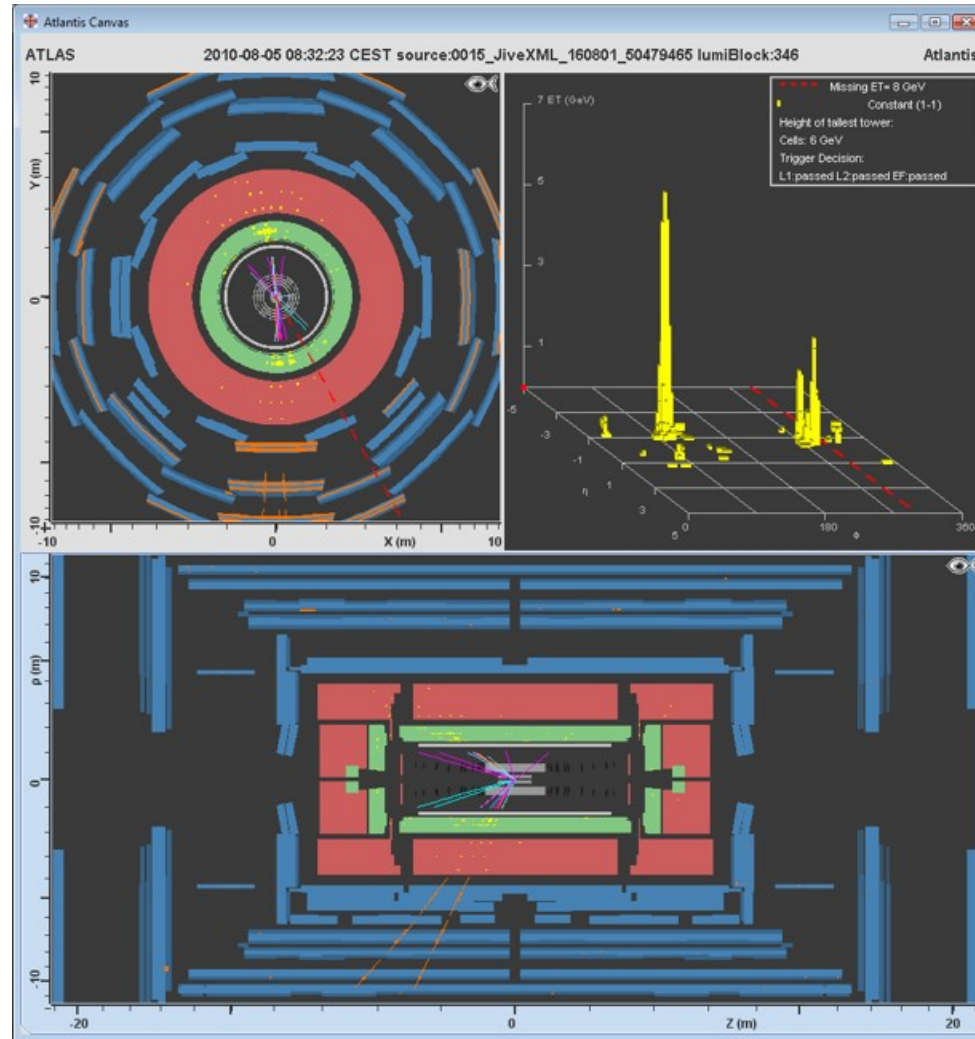 Atlantis Canvas
ATLAS 2010-08-05 08:32:23 CEST source:0015_JiveXML_160801_50479465 lumiBlock:346 Atlantis
10
Y (m)
0
-10
-10 0 X (m) 10
7 ET (GeV)
5
3
1
-5
-3
-1
η 1
3
5
0 180 360
Φ
Missing ET= 8 GeV
Constant (1-1)
Height of tallest tower:
Cells: 6 GeV
Trigger Decision:
L1:passed L2:passed EF:passed
10
ρ (m)
0
-10
-20 0 Z (m) 20